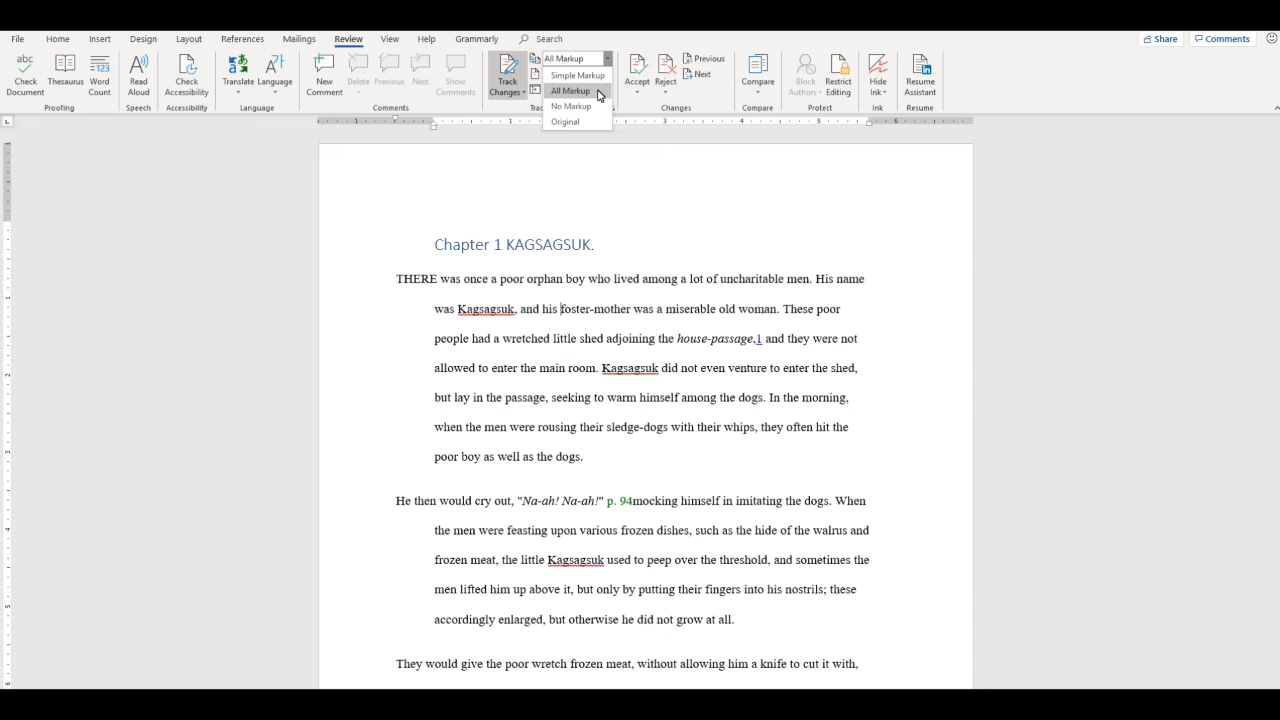 File Home Insert Design Layout References Mailings Review View Help Grammarly Search Share Comments
abc
Check Document
Thesaurus
123
Word Count
Read Aloud
Check Accessibility
Translate
Language
New Comment
Delete
Previous
Next
Show Comments
Track Changes
All Markup
Simple Markup
All Markup
No Markup
Original
Accept
Reject
Previous
Next
Compare
Block Authors
Restrict Editing
Hide Ink
Resume Assistant
Proofing Speech Accessibility Language Comments Changes Compare Protect Ink Resume
Chapter 1 KAGSAGSUK.
THERE was once a poor orphan boy who lived among a lot of uncharitable men. His name
was Kagsagsuk, and his foster-mother was a miserable old woman. These poor
people had a wretched little shed adjoining the house-passage,1 and they were not
allowed to enter the main room. Kagsagsuk did not even venture to enter the shed,
but lay in the passage, seeking to warm himself among the dogs. In the morning,
when the men were rousing their sledge-dogs with their whips, they often hit the
poor boy as well as the dogs.
He then would cry out, "Na-ah! Na-ah!" p. 94mocking himself in imitating the dogs. When
the men were feasting upon various frozen dishes, such as the hide of the walrus and
frozen meat, the little Kagsagsuk used to peep over the threshold, and sometimes the
men lifted him up above it, but only by putting their fingers into his nostrils; these
accordingly enlarged, but otherwise he did not grow at all.
They would give the poor wretch frozen meat, without allowing him a knife to cut it with,